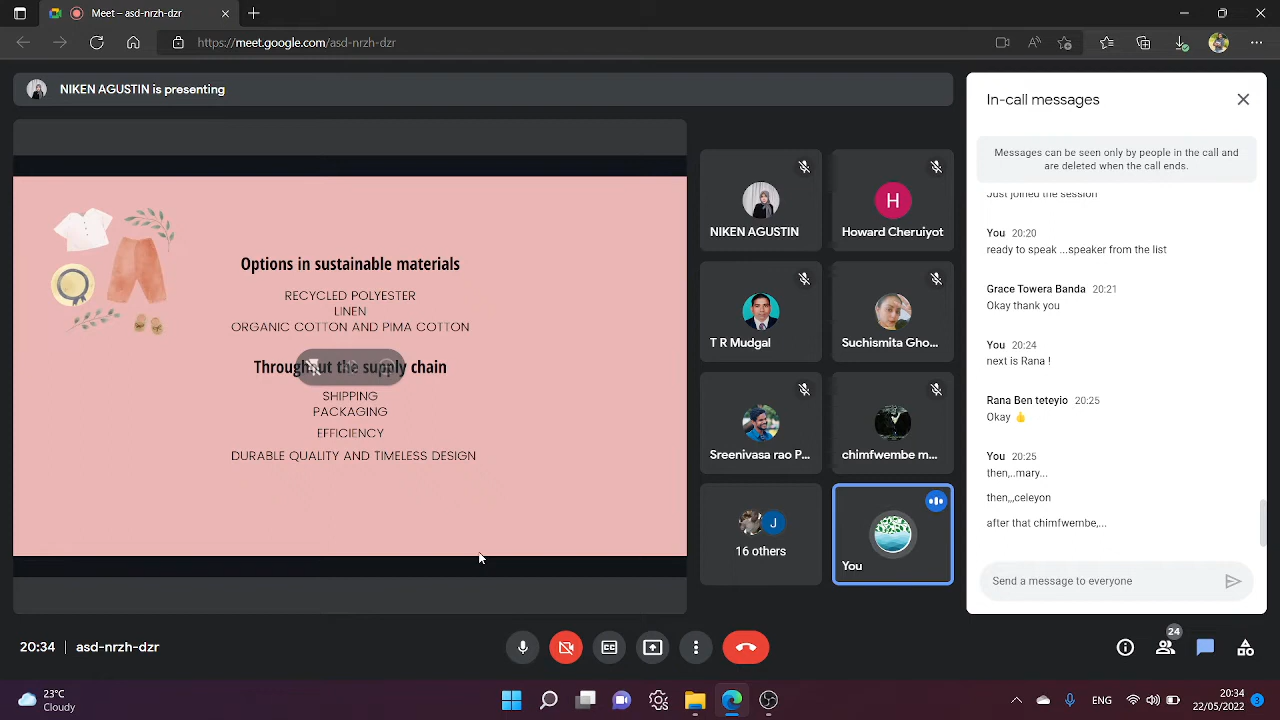 Meet – asd-nrzh-dzr
https://meet.google.com/asd-nrzh-dzr
NIKEN AGUSTIN is presenting
Options in sustainable materials
RECYCLED POLYESTER
LINEN
ORGANIC COTTON AND PIMA COTTON
Throughout the supply chain
SHIPPING
PACKAGING
EFFICIENCY
DURABLE QUALITY AND TIMELESS DESIGN
NIKEN AGUSTIN
H
Howard Cheruiyot
T R Mudgal
Suchismita Gho...
Sreenivasa rao P...
chimfwembe m...
J
16 others
You
In-call messages
Messages can be seen only by people in the call and
are deleted when the call ends.
Just joined the session
You 20:20
ready to speak ...speaker from the list
Grace Towera Banda 20:21
Okay thank you
You 20:24
next is Rana !
Rana Ben teteyio 20:25
Okay 👍
You 20:25
then,..mary...
then,,,celeyon
after that chimfwembe,...
Send a message to everyone
20:34 | asd-nrzh-dzr
24
23°C
Cloudy
ENG
20:34
22/05/2022
3